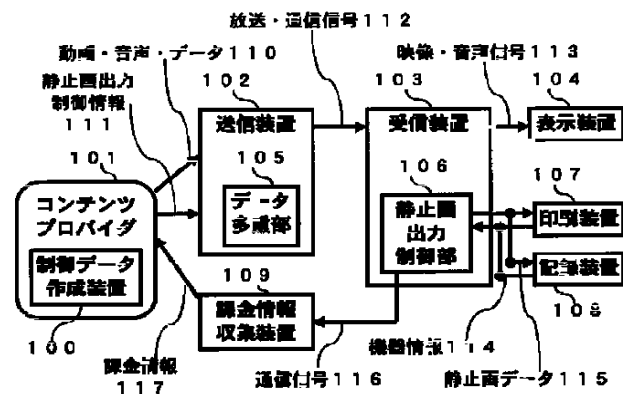 放送・通信信号112
動画・音声・データ110
映像・音声信号113
静止画出力
制御情報
111
102
103
104
送信装置
受信装置
表示装置
101
105
106
107
コンテンツ
プロバイダ
データ
多重部
静止画
出力
制御部
印刷装置
制御データ
作成装置
109
記録装置
100
課金情報
収集装置
108
課金情報
117
通信信号116
機器情報114
静止画データ115